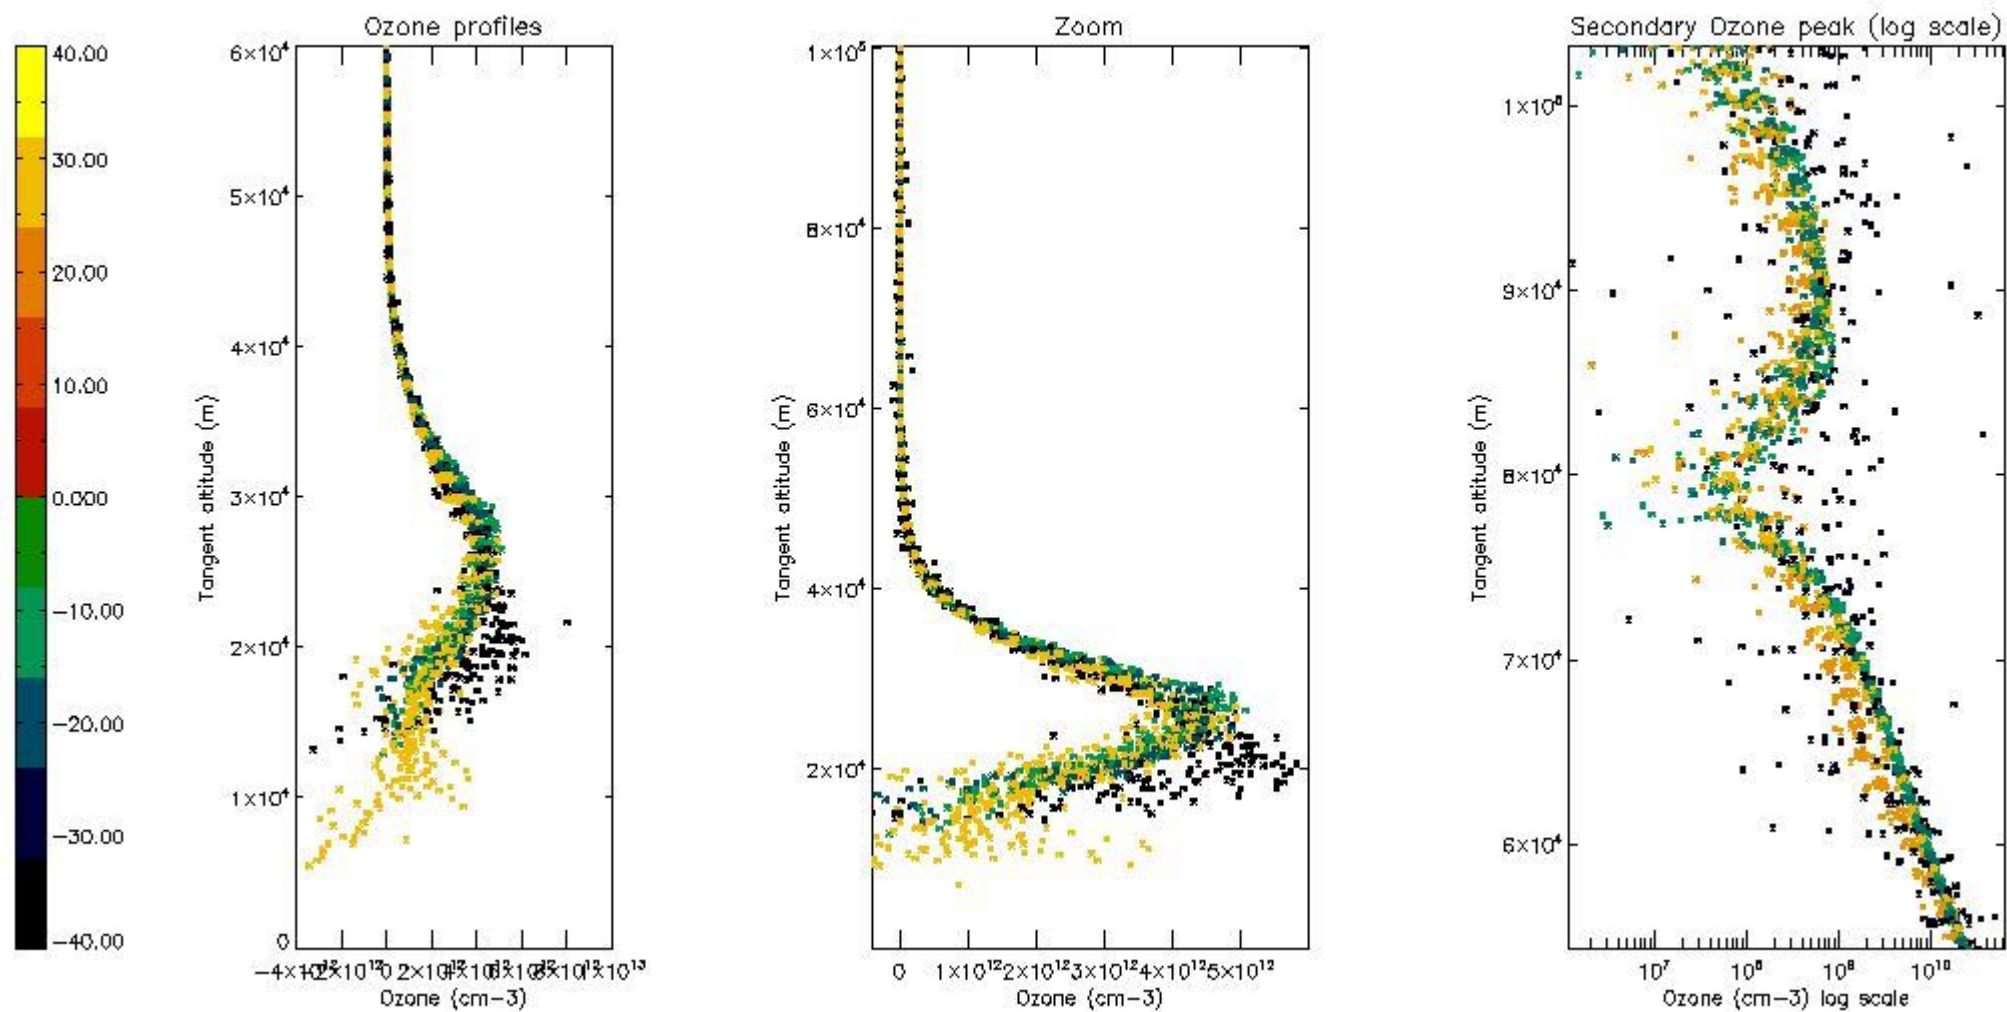 Ozone profiles
Zoom
Secondary Ozone peak (log scale)
40.00
30.00
20.00
10.00
0.000
-10.00
-20.00
-30.00
-40.00
6×10⁴
5×10⁴
4×10⁴
3×10⁴
2×10⁴
1×10⁴
0
Tangent altitude (m)
Ozone (cm-3)
1×10⁵
8×10⁴
6×10⁴
4×10⁴
2×10⁴
Tangent altitude (m)
0 1×10¹² 2×10¹² 3×10¹² 4×10¹² 5×10¹²
Ozone (cm-3)
1×10⁵
9×10⁴
8×10⁴
7×10⁴
6×10⁴
Tangent altitude (m)
10⁷ 10⁸ 10⁹ 10¹⁰
Ozone (cm-3) log scale